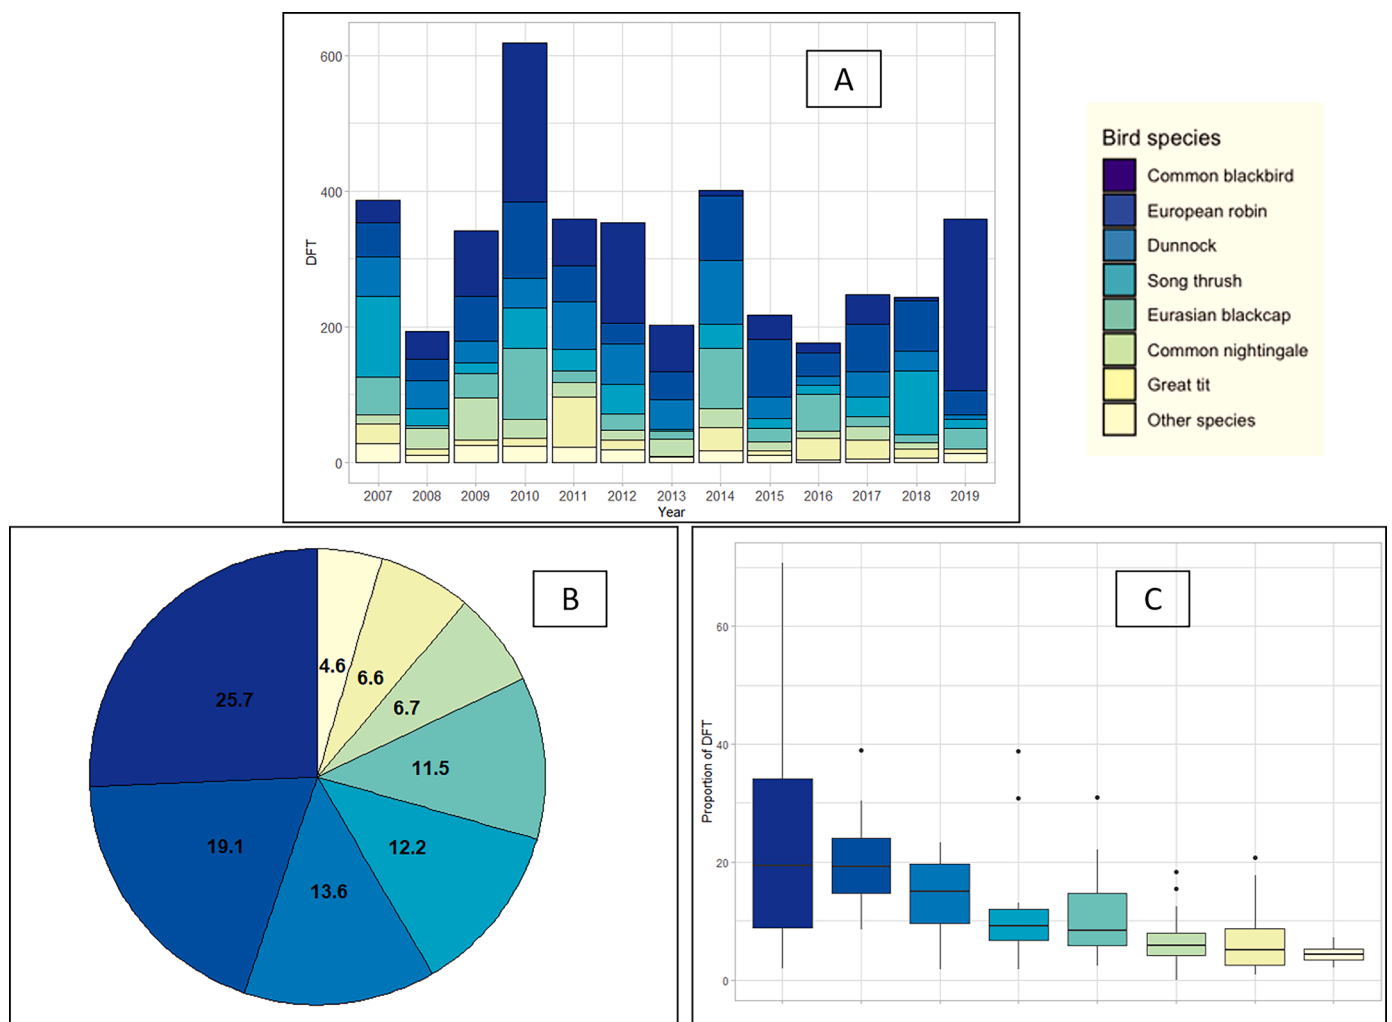 A
600
400
200
0
DFT
2007 2008 2009 2010 2011 2012 2013 2014 2015 2016 2017 2018 2019
Year
Bird species
Common blackbird
European robin
Dunnock
Song thrush
Eurasian blackcap
Common nightingale
Great tit
Other species
B
4.6
6.6
6.7
25.7
11.5
19.1
12.2
13.6
C
60
40
20
0
Proportion of DFT